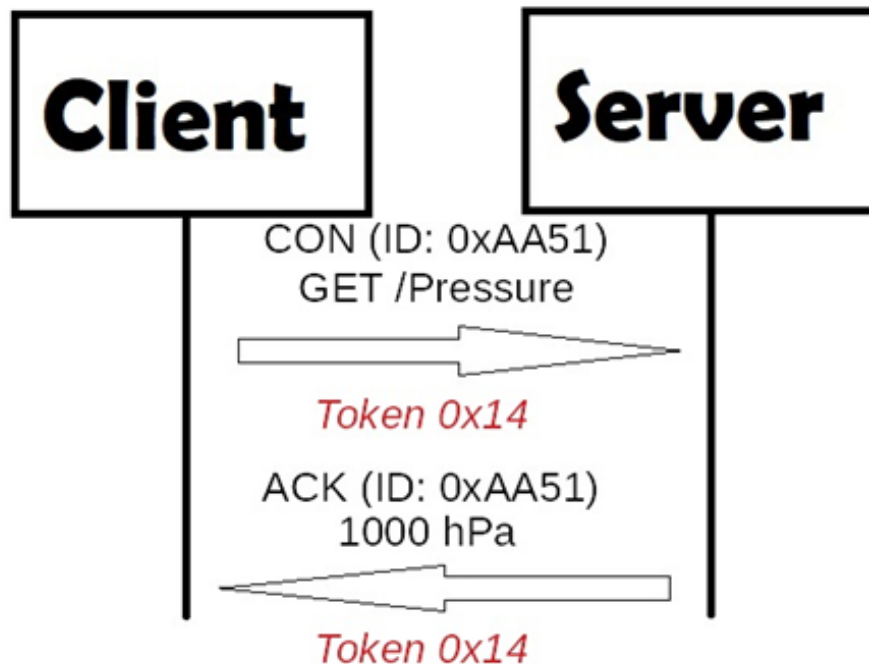 Client
Server
CON (ID: 0xAA51)
GET /Pressure
Token 0x14
ACK (ID: 0xAA51)
1000 hPa
Token 0x14